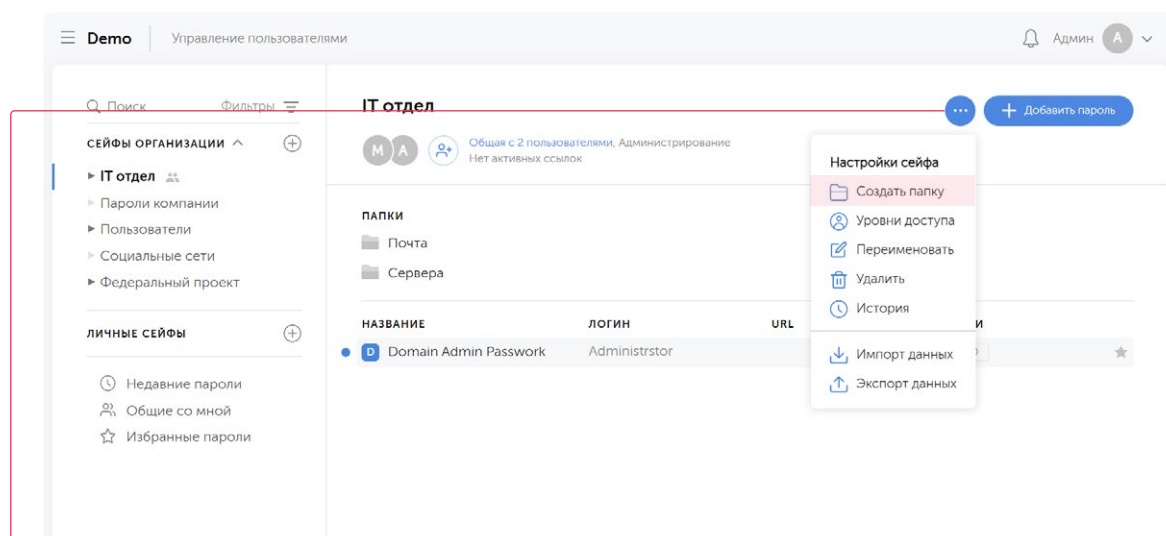 Demo Управление пользователями Админ А
Поиск Фильтры
СЕЙФЫ ОРГАНИЗАЦИИ
IT отдел
Пароли компании
Пользователи
Социальные сети
Федеральный проект
ЛИЧНЫЕ СЕЙФЫ
Недавние пароли
Общие со мной
Избранные пароли
IT отдел
Добавить пароль
М А
Общая с 2 пользователями, Администрирование
Нет активных ссылок
ПАПКИ
Почта
Сервера
НАЗВАНИЕ ЛОГИН URL
D Domain Admin Passwork Administrstor
Настройки сейфа
Создать папку
Уровни доступа
Переименовать
Удалить
История
Импорт данных
Экспорт данных